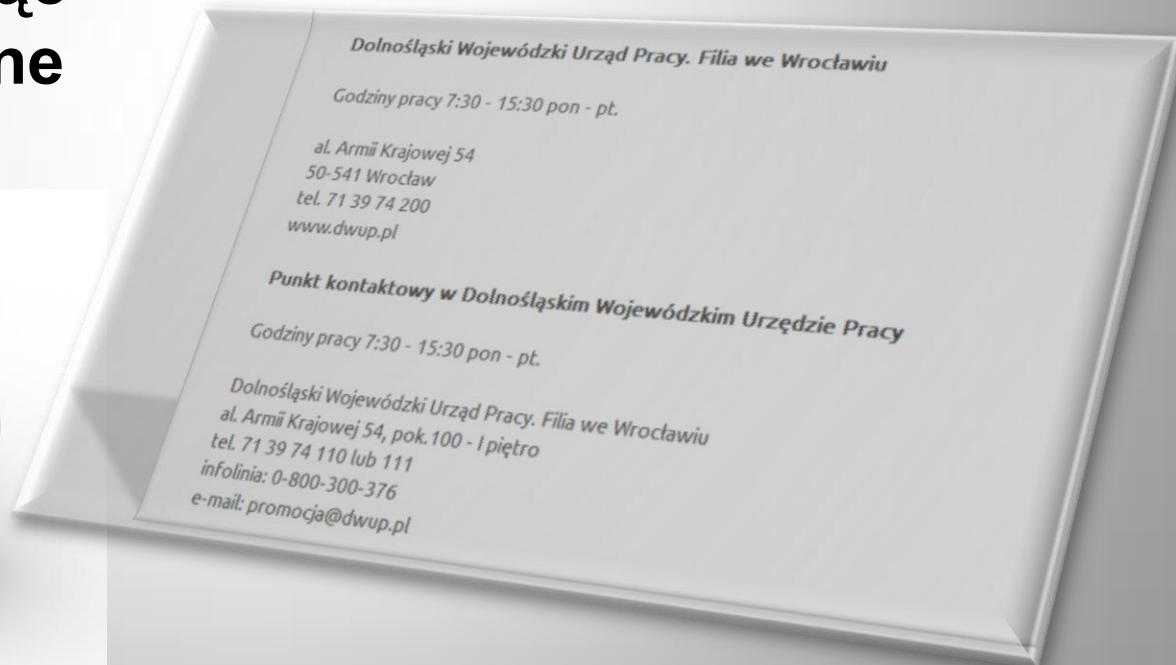 ne
Dolnośląski Wojewódzki Urząd Pracy. Filia we Wrocławiu
Godziny pracy 7:30 - 15:30 pon - pt.
al. Armii Krajowej 54
50-541 Wrocław
tel. 71 39 74 200
www.dwup.pl
Punkt kontaktowy w Dolnośląskim Wojewódzkim Urzędzie Pracy
Godziny pracy 7:30 - 15:30 pon - pt.
Dolnośląski Wojewódzki Urząd Pracy. Filia we Wrocławiu
al. Armii Krajowej 54, pok.100 - I piętro
tel. 71 39 74 110 lub 111
infolinia: 0-800-300-376
e-mail: promocja@dwup.pl